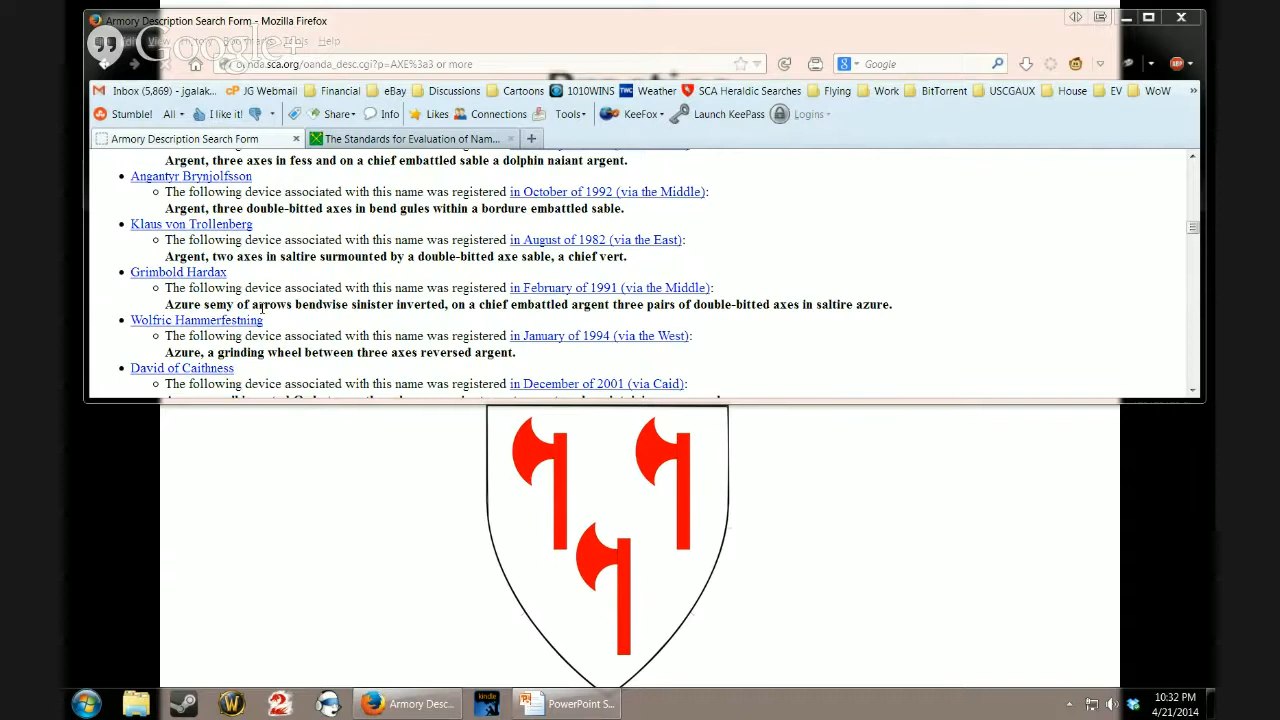 Armory Description Search Form - Mozilla Firefox
Google+
Help
oanda.sca.org/oanda_desc.cgi?p=AXE%3a3 or more
Google
Inbox (5,869) - jgalak... JG Webmail Financial eBay Discussions Cartoons 1010WINS Weather SCA Heraldic Searches Flying Work BitTorrent USCGAUX House EV WoW »
Stumble! All I like it! Share Info Likes Connections Tools KeeFox Launch KeePass Logins
Armory Description Search Form The Standards for Evaluation of Nam...
Argent, three axes in fess and on a chief embattled sable a dolphin naiant argent.
• Angantyr Brynjolfsson
The following device associated with this name was registered in October of 1992 (via the Middle):
Argent, three double-bitted axes in bend gules within a bordure embattled sable.
• Klaus von Trollenberg
The following device associated with this name was registered in August of 1982 (via the East):
Argent, two axes in saltire surmounted by a double-bitted axe sable, a chief vert.
• Grimbold Hardax
The following device associated with this name was registered in February of 1991 (via the Middle):
Azure semy of arrows bendwise sinister inverted, on a chief embattled argent three pairs of double-bitted axes in saltire azure.
• Wolfric Hammerfestning
The following device associated with this name was registered in January of 1994 (via the West):
Azure, a grinding wheel between three axes reversed argent.
• David of Caithness
The following device associated with this name was registered in December of 2001 (via Caid):
Armory Desc...
kindle
PowerPoint S...
10:32 PM
4/21/2014